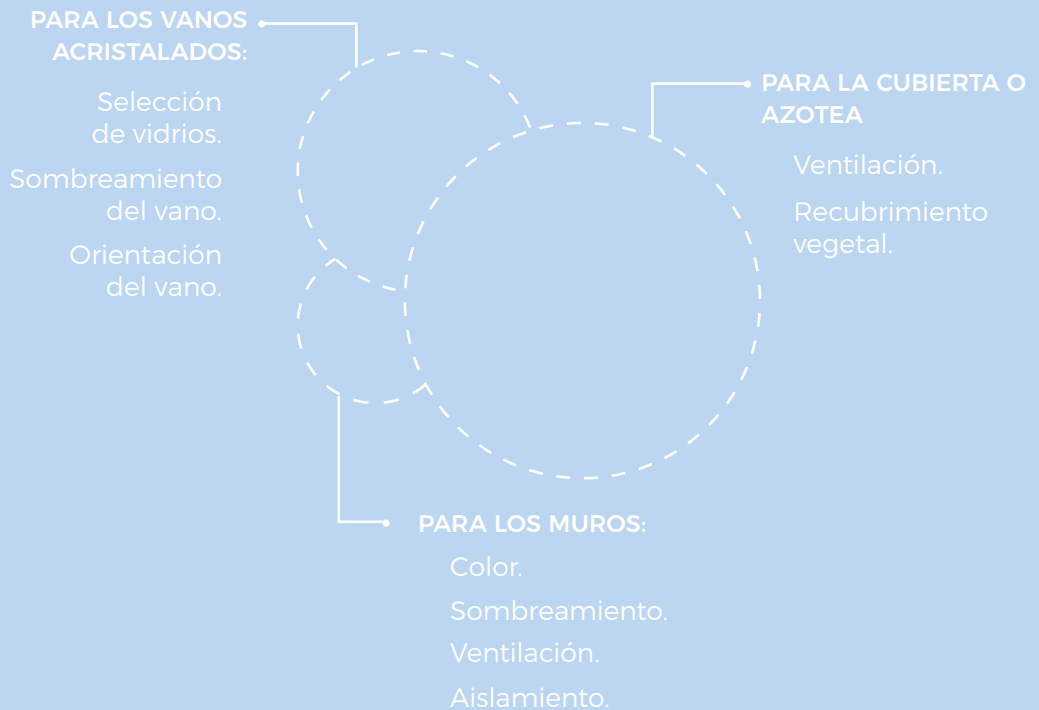 PARA LOS VANOS
ACRISTALADOS:
Selección
de vidrios.
Sombreamiento
del vano.
Orientación
del vano.
PARA LA CUBIERTA O
AZOTEA
Ventilación.
Recubrimiento
vegetal.
PARA LOS MUROS:
Color.
Sombreamiento.
Ventilación.
Aislamiento.